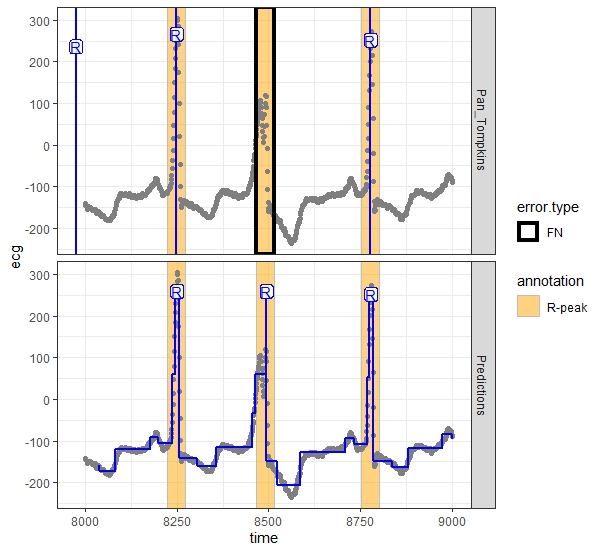 300
200
100
0
-100
-200
R
R
R
Pan_Tompkins
ecg
300
200
100
0
-100
-200
R
R
R
Predictions
8000
8250
8500
8750
9000
time
error.type
FN
annotation
R-peak